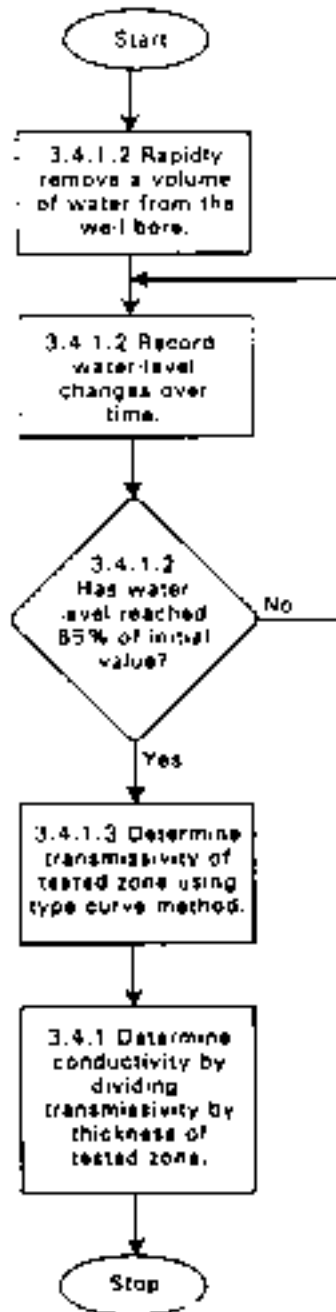 Start
3.4.1.2 Rapidly
remove a volume
of water from the
well bore.
3.4.1.2 Record
water-level
changes over
time.
3.4.1.2
Has water
level reached
85% of initial
value?
No
Yes
3.4.1.3 Determine
transmissivity of
tested zone using
type curve method.
3.4.1 Determine
conductivity by
dividing
transmissivity by
thickness of
tested zone.
Stop